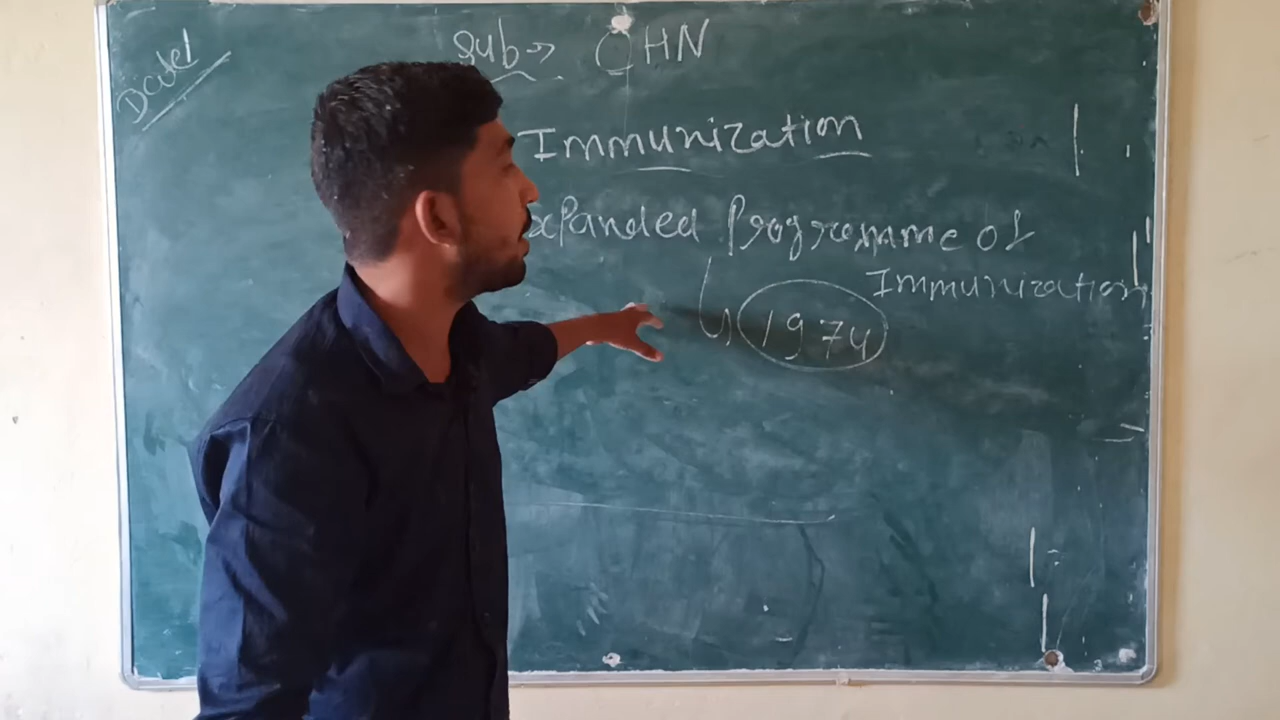 Date
Sub → CHN
Immunization
xpanded Programme of
Immunization
↳ 1974